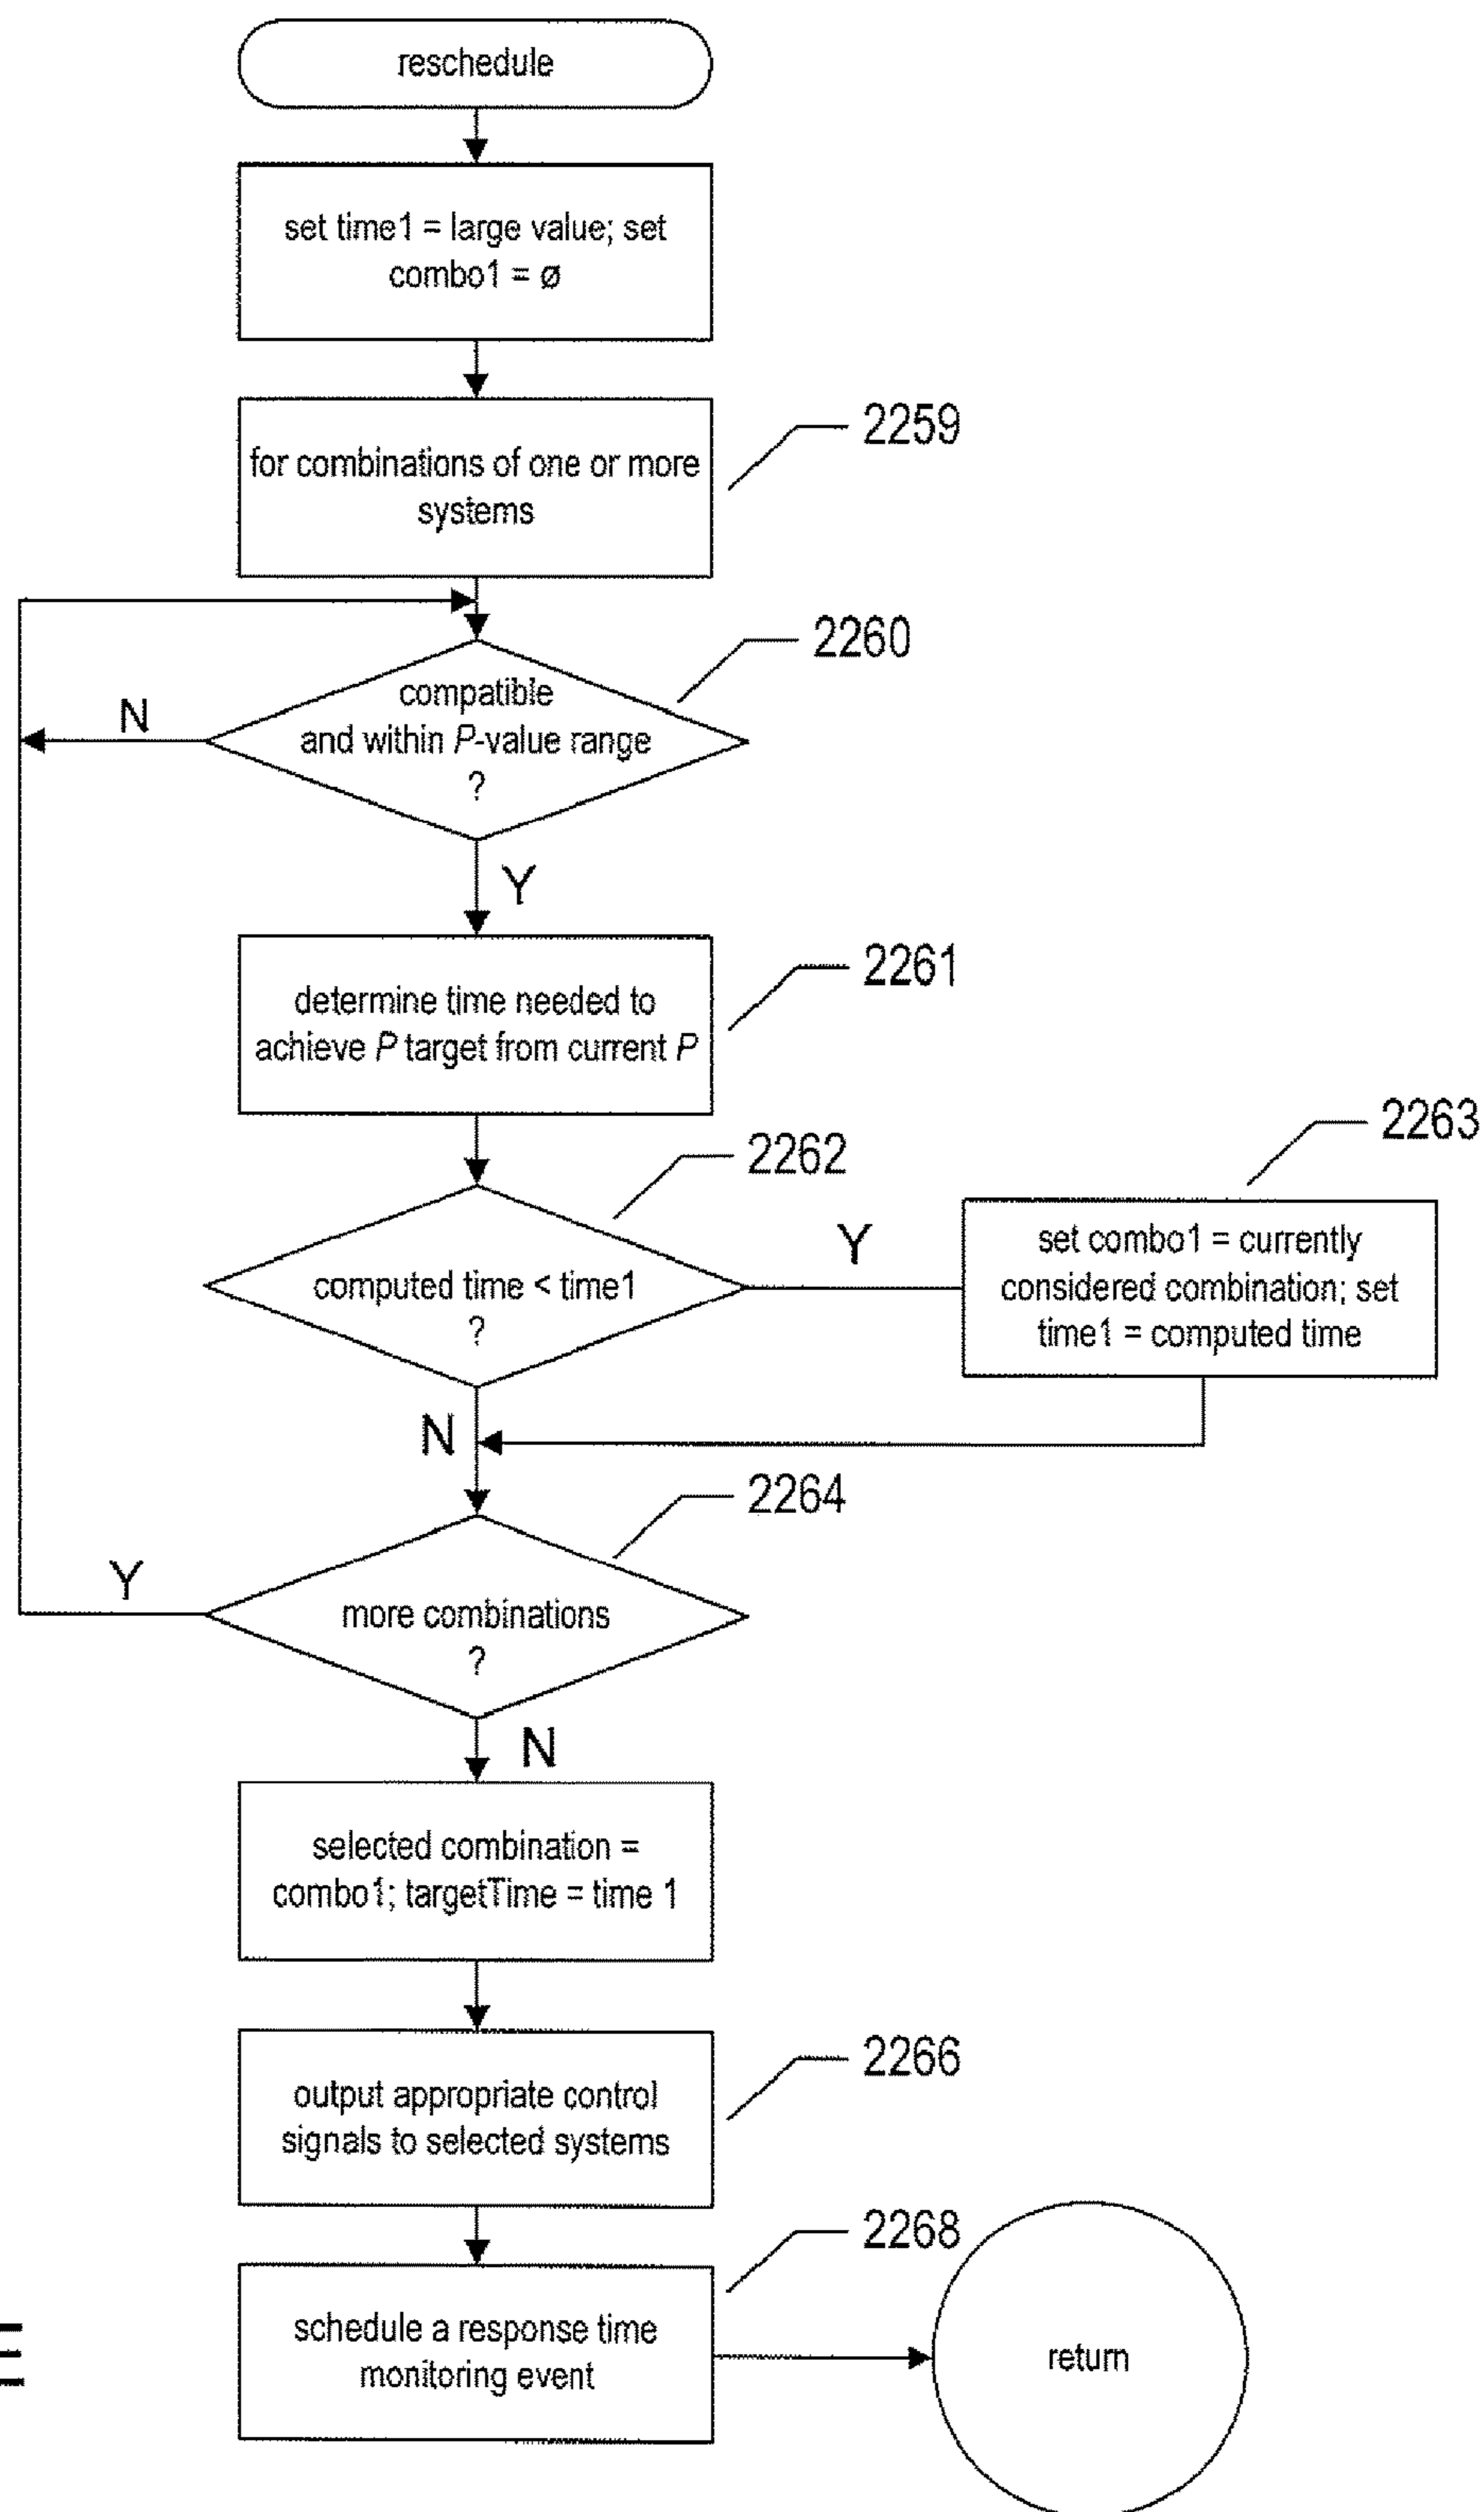 reschedule
set time1 = large value; set
combo1 = ø
2259
for combinations of one or more
systems
2260
compatible
and within P-value range
?
N
Y
2261
determine time needed to
achieve P target from current P
2262
2263
computed time < time1
?
Y
set combo1 = currently
considered combination; set
time1 = computed time
N
2264
Y
more combinations
?
N
selected combination =
combo1; targetTime = time 1
2266
output appropriate control
signals to selected systems
2268
schedule a response time
monitoring event
return